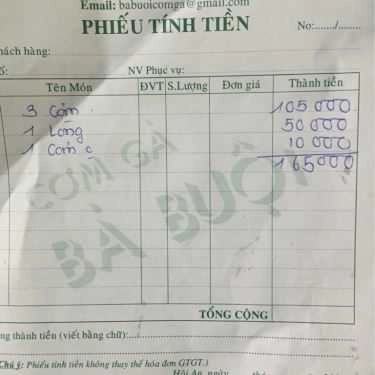 Email: babuoicomga@gmail.com
PHIẾU TÍNH TIỀN
No:......./........
hách hàng:
ố: NV Phục vụ:
Tên Món ĐVT S.Lượng Đơn giá Thành tiền
3 Cơm 105 000
1 Lòng 50 000
1 10 000
165000
CƠM GÀ
BÀ BUỘI
TỔNG CỘNG
ng thành tiền (viết bằng chữ):
Chú ý: Phiếu tính tiền không thay thế hóa đơn GTGT.)
Hội An, ngày